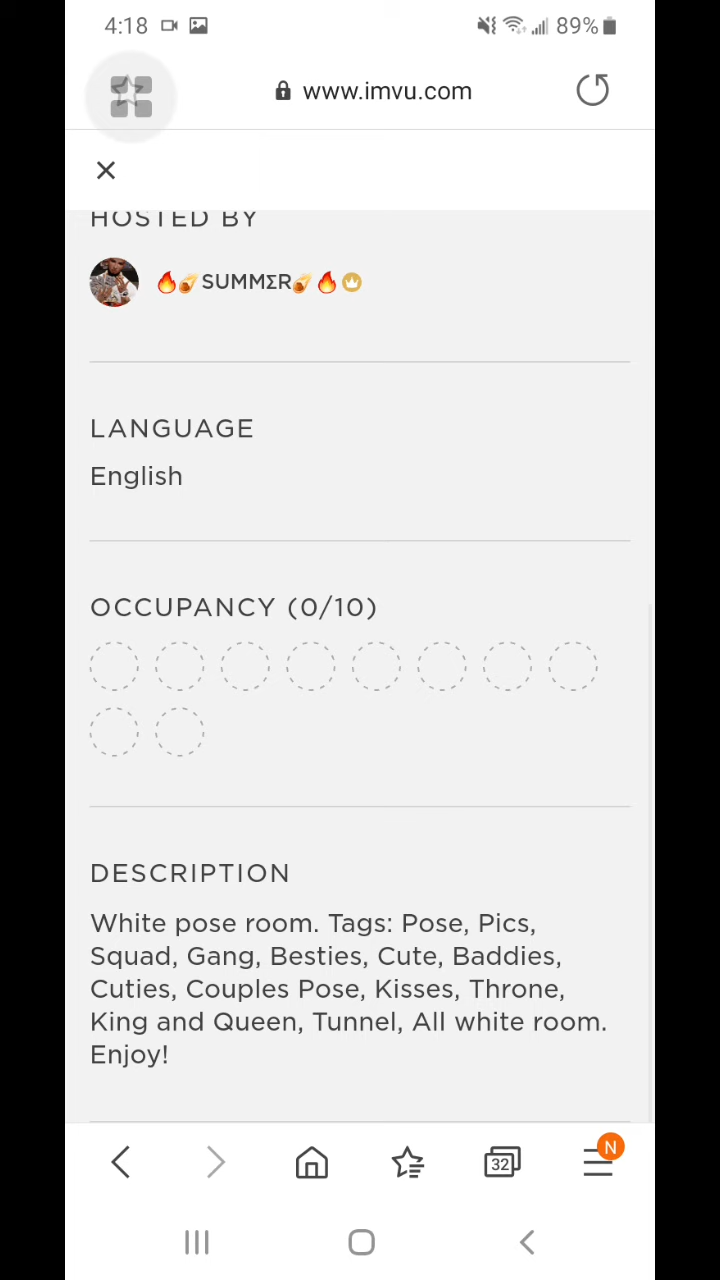 4:18 89%
www.imvu.com
HOSTED BY
🔥☄️SUMMΣR☄️🔥
LANGUAGE
English
OCCUPANCY (0/10)
DESCRIPTION
White pose room. Tags: Pose, Pics,
Squad, Gang, Besties, Cute, Baddies,
Cuties, Couples Pose, Kisses, Throne,
King and Queen, Tunnel, All white room.
Enjoy!
32 N